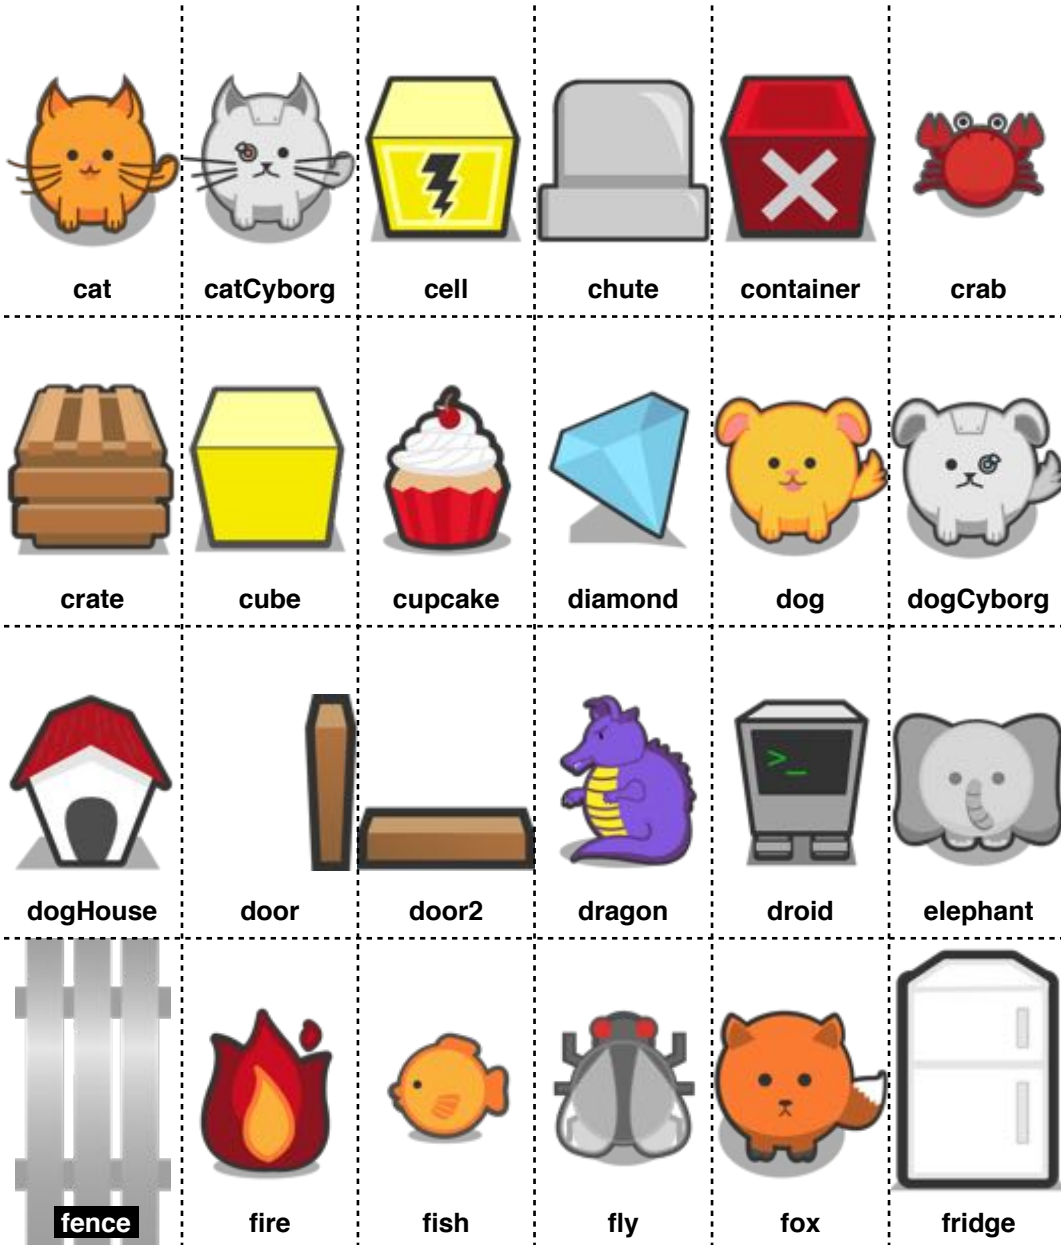 cat catCyborg cell chute container crab
crate cube cupcake diamond dog dogCyborg
>_
dogHouse door door2 dragon droid elephant
fence fire fish fly fox fridge